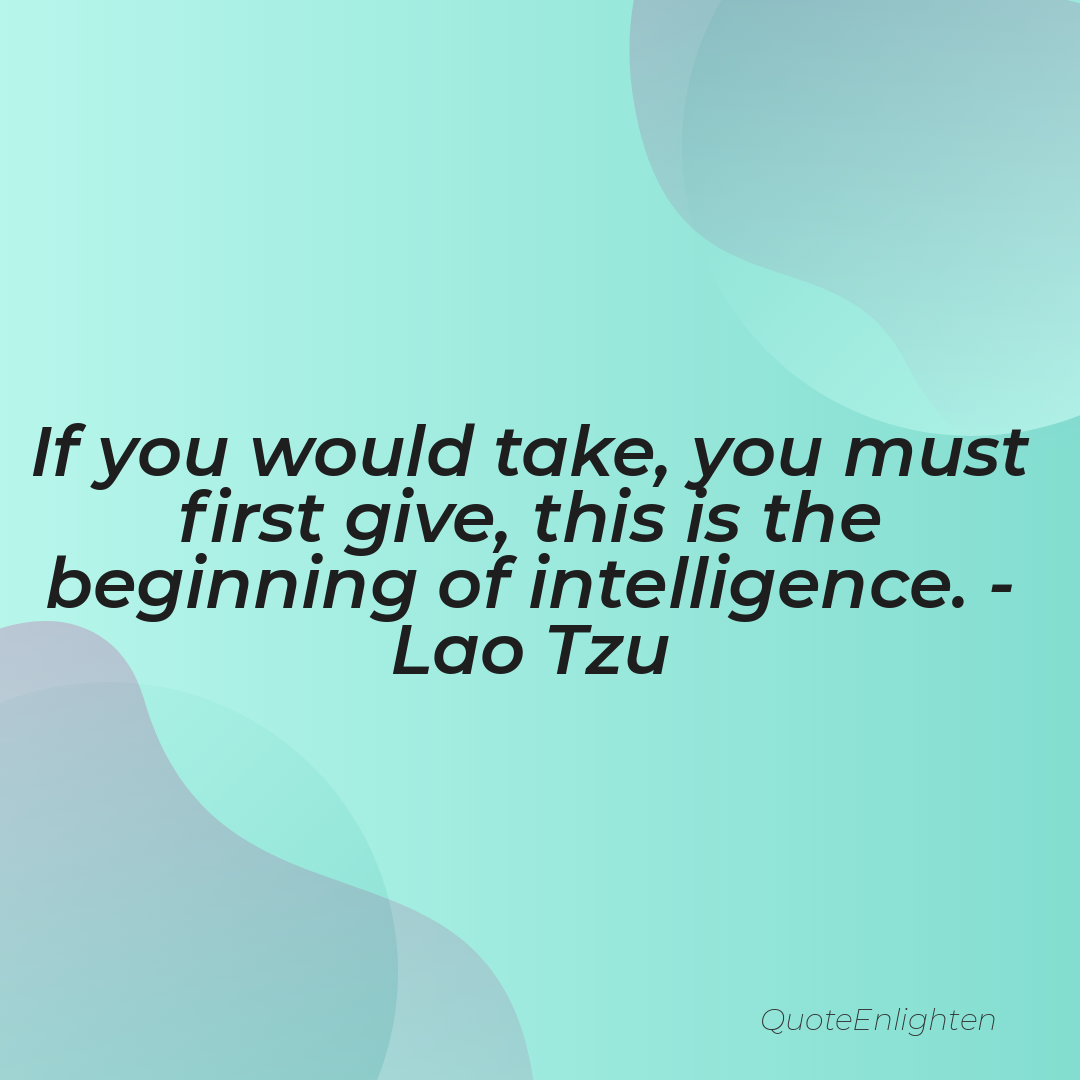 If you would take, you must
first give, this is the
beginning of intelligence. -
Lao Tzu
QuoteEnlighten